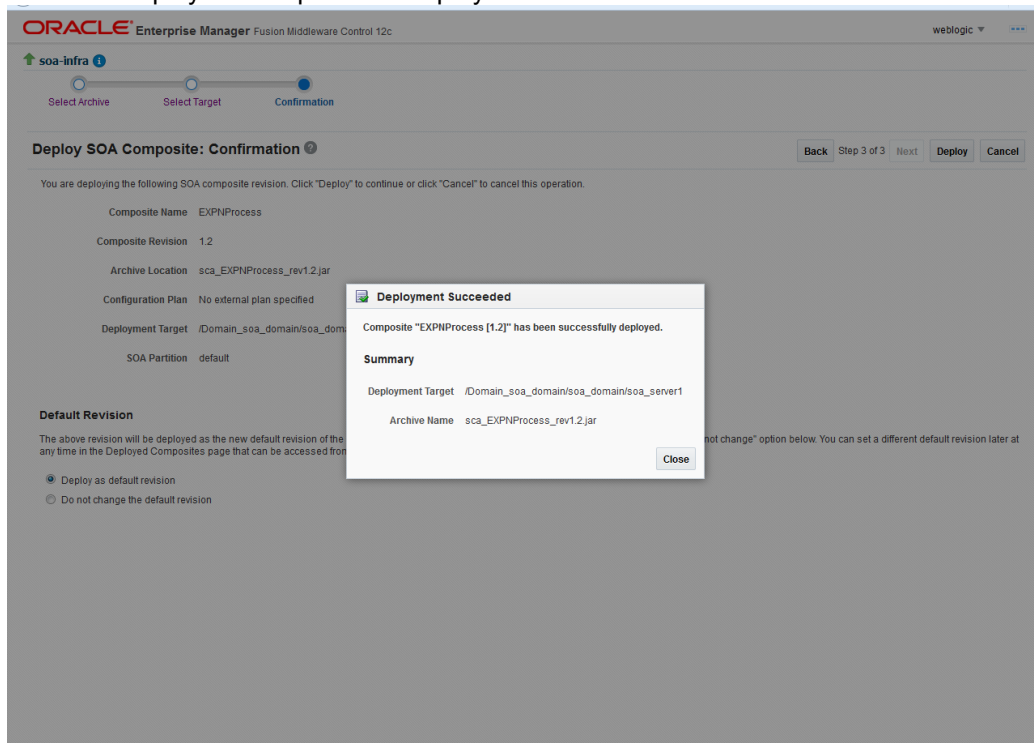 ORACLE Enterprise Manager Fusion Middleware Control 12c
weblogic
soa-infra
Select Archive Select Target Confirmation
Deploy SOA Composite: Confirmation
Back Step 3 of 3 Next Deploy Cancel
You are deploying the following SOA composite revision. Click "Deploy" to continue or click "Cancel" to cancel this operation.
Composite Name EXPNProcess
Composite Revision 1.2
Archive Location sca_EXPNProcess_rev1.2.jar
Configuration Plan No external plan specified
Deployment Target /Domain_soa_domain/soa_dom
SOA Partition default
Deployment Succeeded
Composite "EXPNProcess [1.2]" has been successfully deployed.
Summary
Deployment Target /Domain_soa_domain/soa_domain/soa_server1
Archive Name sca_EXPNProcess_rev1.2.jar
Close
Default Revision
The above revision will be deployed as the new default revision of the not change" option below. You can set a different default revision later at
any time in the Deployed Composites page that can be accessed from
Deploy as default revision
Do not change the default revision